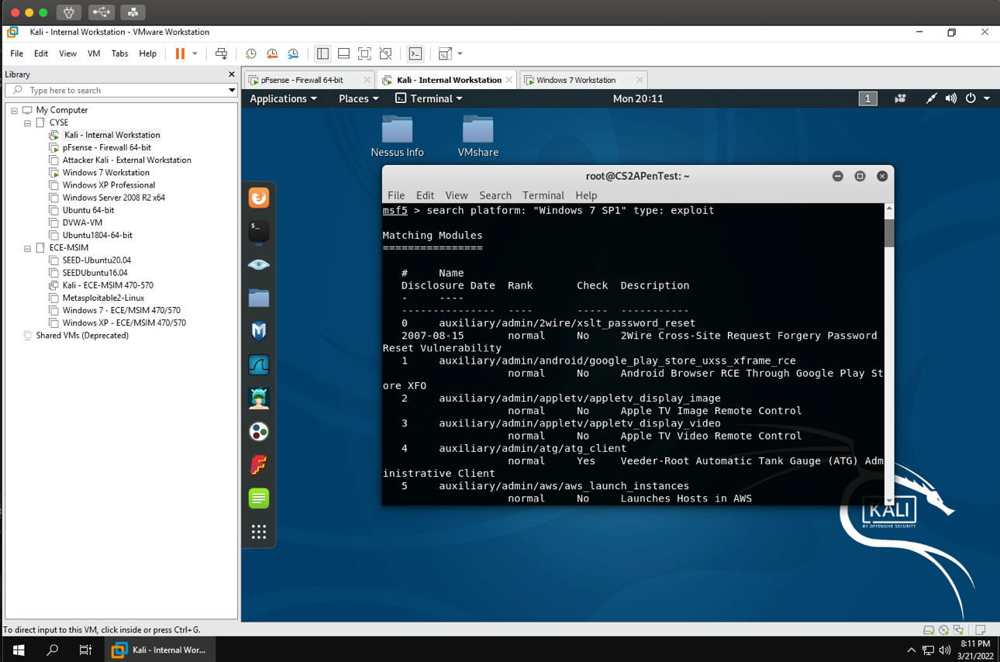 Kali - Internal Workstation - VMware Workstation
File Edit View VM Tabs Help
Library
Type here to search
My Computer
CYSE
Kali - Internal Workstation
pFsense - Firewall 64-bit
Attacker Kali - External Workstation
Windows 7 Workstation
Windows XP Professional
Windows Server 2008 R2 x64
Ubuntu 64-bit
DVWA-VM
Ubuntu1804-64-bit
ECE-MSIM
SEED-Ubuntu20.04
SEEDUbuntu16.04
Kali - ECE-MSIM 470-570
Metasploitable2-Linux
Windows 7 - ECE/MSIM 470/570
Windows XP - ECE/MSIM 470/570
Shared VMs (Deprecated)
pFsense - Firewall 64-bit Kali - Internal Workstation Windows 7 Workstation
Applications Places Terminal Mon 20:11 1
Nessus Info VMshare
root@CS2APenTest: ~
File Edit View Search Terminal Help
msf5 > search platform: "Windows 7 SP1" type: exploit
Matching Modules
================
# Name
Disclosure Date Rank Check Description
- ----
--------------- ---- ----- -----------
0 auxiliary/admin/2wire/xslt_password_reset
2007-08-15 normal No 2Wire Cross-Site Request Forgery Password
Reset Vulnerability
1 auxiliary/admin/android/google_play_store_uxss_xframe_rce
normal No Android Browser RCE Through Google Play St
ore XFO
2 auxiliary/admin/appletv/appletv_display_image
normal No Apple TV Image Remote Control
3 auxiliary/admin/appletv/appletv_display_video
normal No Apple TV Video Remote Control
4 auxiliary/admin/atg/atg_client
normal Yes Veeder-Root Automatic Tank Gauge (ATG) Adm
inistrative Client
5 auxiliary/admin/aws/aws_launch_instances
normal No Launches Hosts in AWS
KALI
BY OFFENSIVE SECURITY
To direct input to this VM, click inside or press Ctrl+G.
Kali - Internal Wor...
8:11 PM
3/21/2022